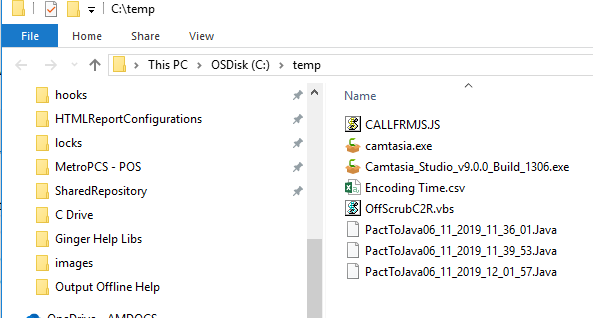 C:\temp
File Home Share View
This PC > OSDisk (C:) > temp
hooks
HTMLReportConfigurations
locks
MetroPCS - POS
SharedRepository
C Drive
Ginger Help Libs
images
Output Offline Help
Name
CALLFRMJS.JS
camtasia.exe
Camtasia_Studio_v9.0.0_Build_1306.exe
Encoding Time.csv
OffScrubC2R.vbs
PactToJava06_11_2019_11_36_01.Java
PactToJava06_11_2019_11_39_53.Java
PactToJava06_11_2019_12_01_57.Java
OneDrive - AMDOCS